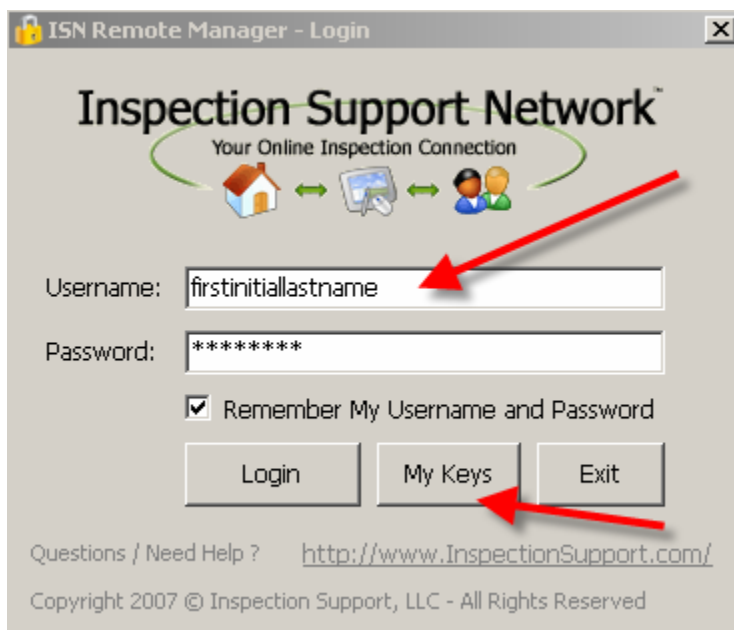 ISN Remote Manager - Login
Inspection Support Network™
Your Online Inspection Connection
Username: firstinitiallastname
Password: ********
Remember My Username and Password
Login My Keys Exit
Questions / Need Help ? http://www.InspectionSupport.com/
Copyright 2007 © Inspection Support, LLC - All Rights Reserved